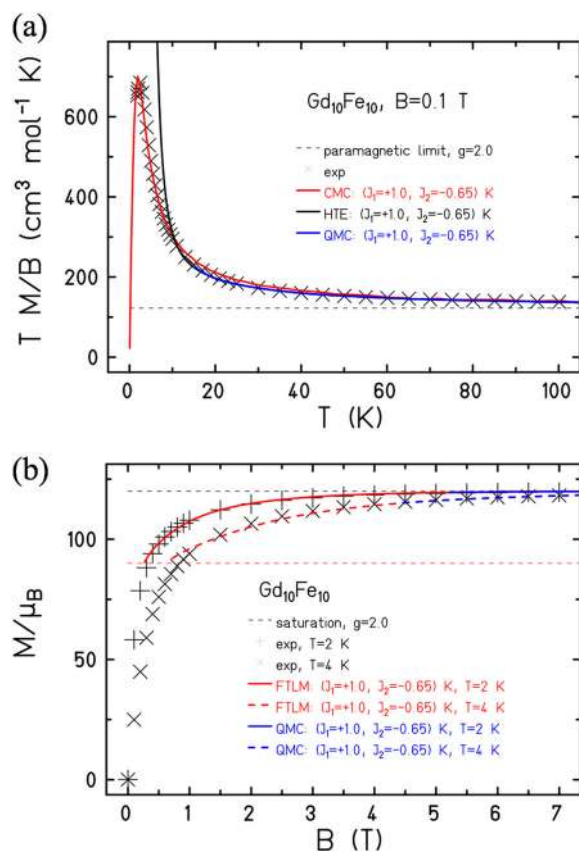 (a)
T M/B (cm³ mol⁻¹ K)
600
400
200
0
Gd₁₀Fe₁₀, B=0.1 T
paramagnetic limit, g=2.0
exp
CMC: (J₁=+1.0, J₂=−0.65) K
HTE: (J₁=+1.0, J₂=−0.65) K
QMC: (J₁=+1.0, J₂=−0.65) K
0 20 40 60 80 100
T (K)
(b)
M/μ_B
100
50
0
Gd₁₀Fe₁₀
saturation, g=2.0
exp, T=2 K
exp, T=4 K
FTLM: (J₁=+1.0, J₂=−0.65) K, T=2 K
FTLM: (J₁=+1.0, J₂=−0.65) K, T=4 K
QMC: (J₁=+1.0, J₂=−0.65) K, T=2 K
QMC: (J₁=+1.0, J₂=−0.65) K, T=4 K
0 1 2 3 4 5 6 7
B (T)